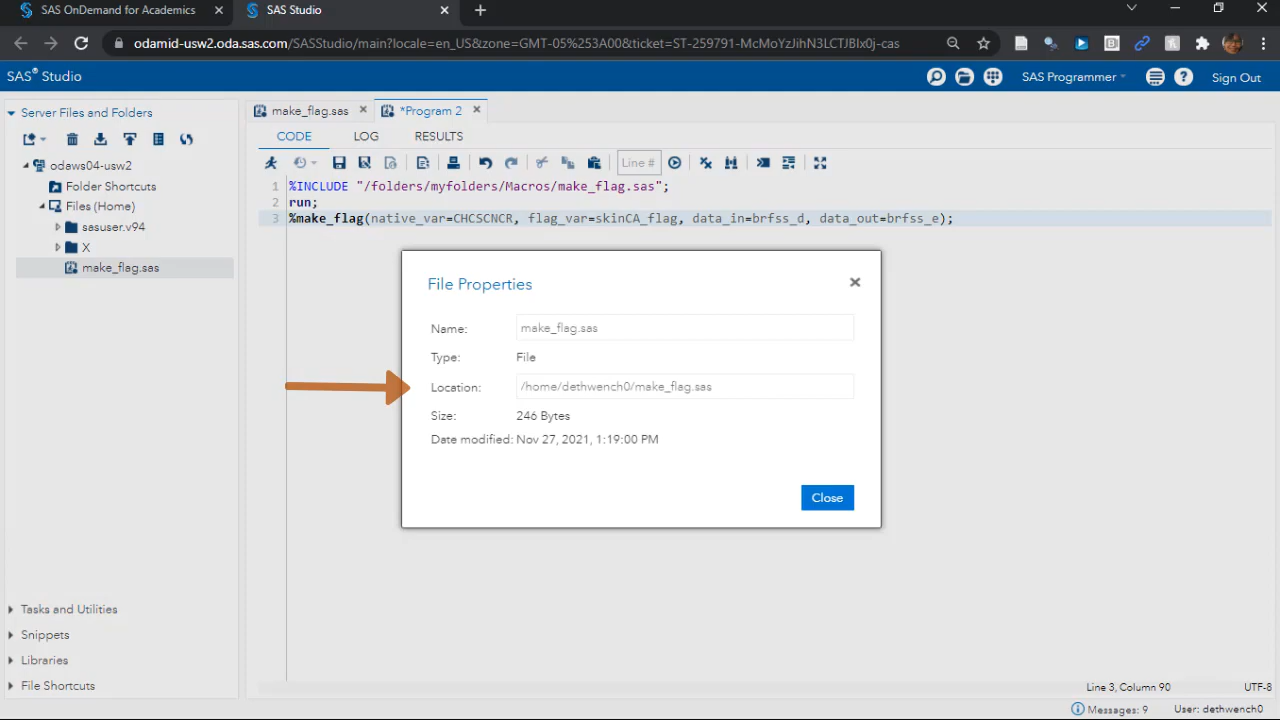 SAS OnDemand for Academics
SAS Studio
odamid-usw2.oda.sas.com/SASStudio/main?locale=en_US&zone=GMT-05%253A00&ticket=ST-259791-McMoYzJihN3LCTJBIx0j-cas
SAS® Studio
SAS Programmer
Sign Out
Server Files and Folders
odaws04-usw2
Folder Shortcuts
Files (Home)
sasuser.v94
X
make_flag.sas
Tasks and Utilities
Snippets
Libraries
File Shortcuts
make_flag.sas
*Program 2
CODE LOG RESULTS
Line #
1 %INCLUDE "/folders/myfolders/Macros/make_flag.sas";
2 run;
3 %make_flag(native_var=CHCSCNCR, flag_var=skinCA_flag, data_in=brfss_d, data_out=brfss_e);
File Properties
Name: make_flag.sas
Type: File
Location: /home/dethwench0/make_flag.sas
Size: 246 Bytes
Date modified: Nov 27, 2021, 1:19:00 PM
Close
Line 3, Column 90 UTF-8
Messages: 9 User: dethwench0